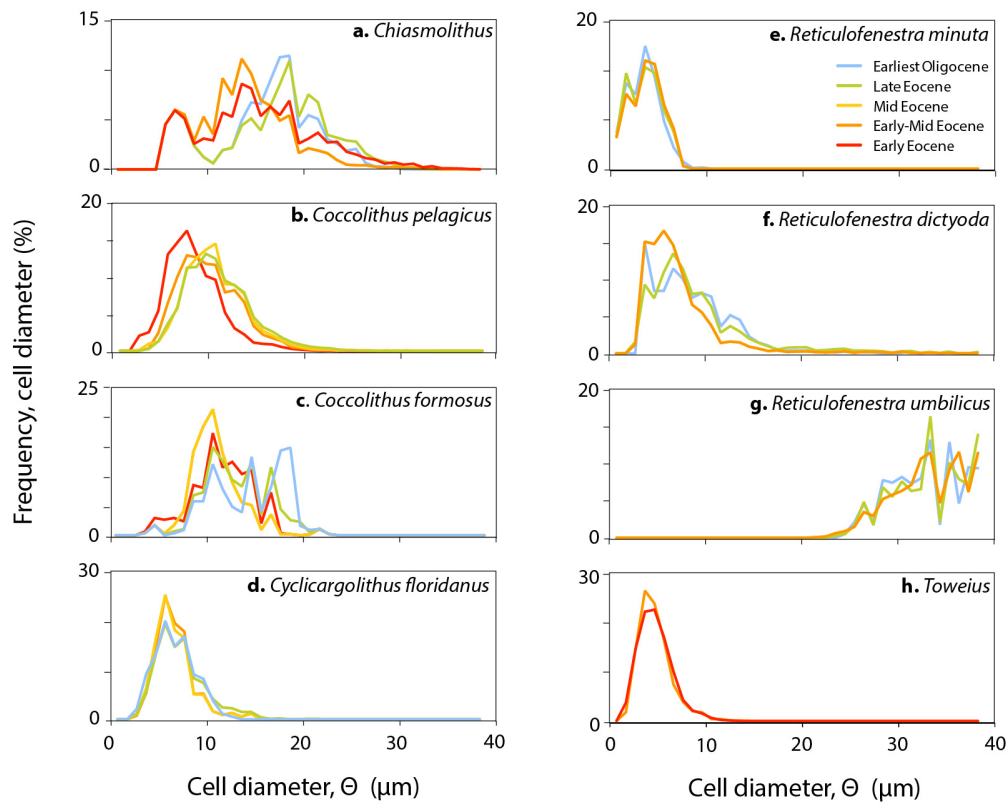 15
0
a. Chiasmolithus
20
0
b. Coccolithus pelagicus
25
0
c. Coccolithus formosus
30
0
d. Cyclicargolithus floridanus
0 10 20 30 40
Cell diameter, Θ (µm)
Frequency, cell diameter (%)
20
0
e. Reticulofenestra minuta
Earliest Oligocene
Late Eocene
Mid Eocene
Early-Mid Eocene
Early Eocene
20
0
f. Reticulofenestra dictyoda
20
0
g. Reticulofenestra umbilicus
30
0
h. Toweius
0 10 20 30 40
Cell diameter, Θ (µm)